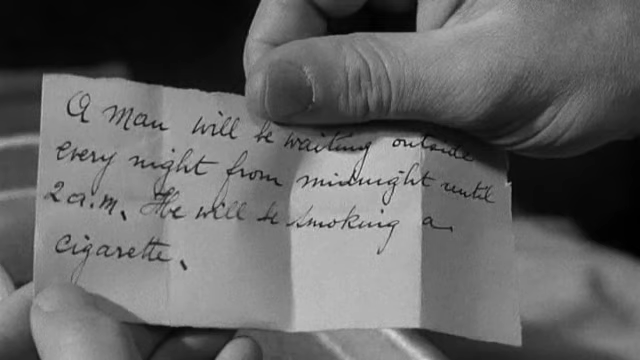 A man will be waiting outside
every night from midnight until
2 a.m. He will be smoking a
cigarette.